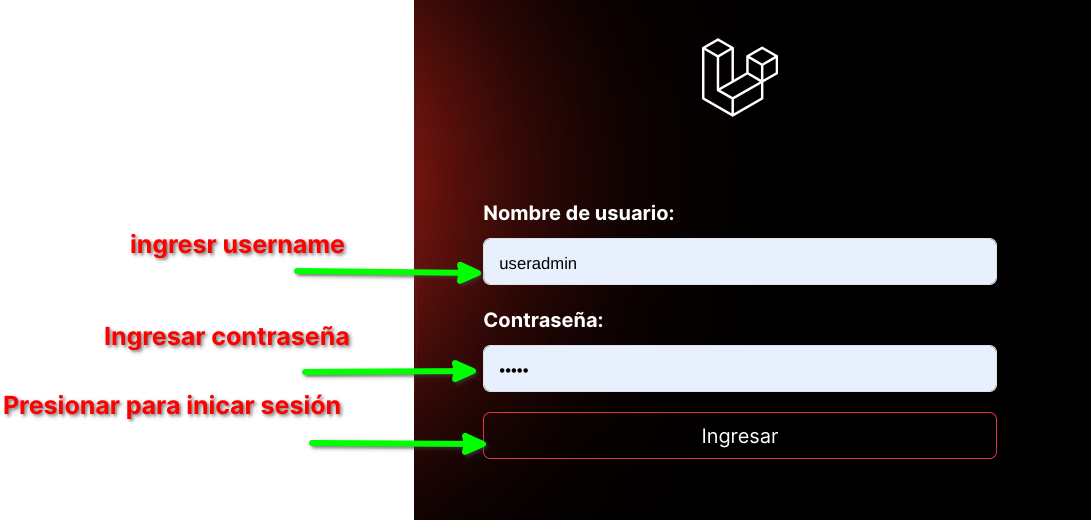 Nombre de usuario:
ingresr username
useradmin
Contraseña:
Ingresar contraseña
•••••
Presionar para inicar sesión
Ingresar